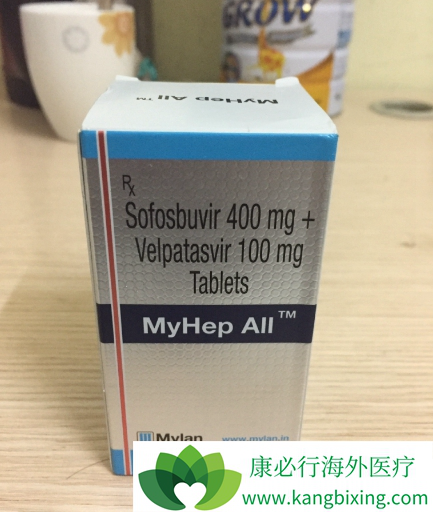 GROW
MyHep All™
Rx
Sofosbuvir 400 mg +
Velpatasvir 100 mg
Tablets
MyHep All™
Mylan
www.mylan.in
康必行海外医疗
www.kangbixing.com